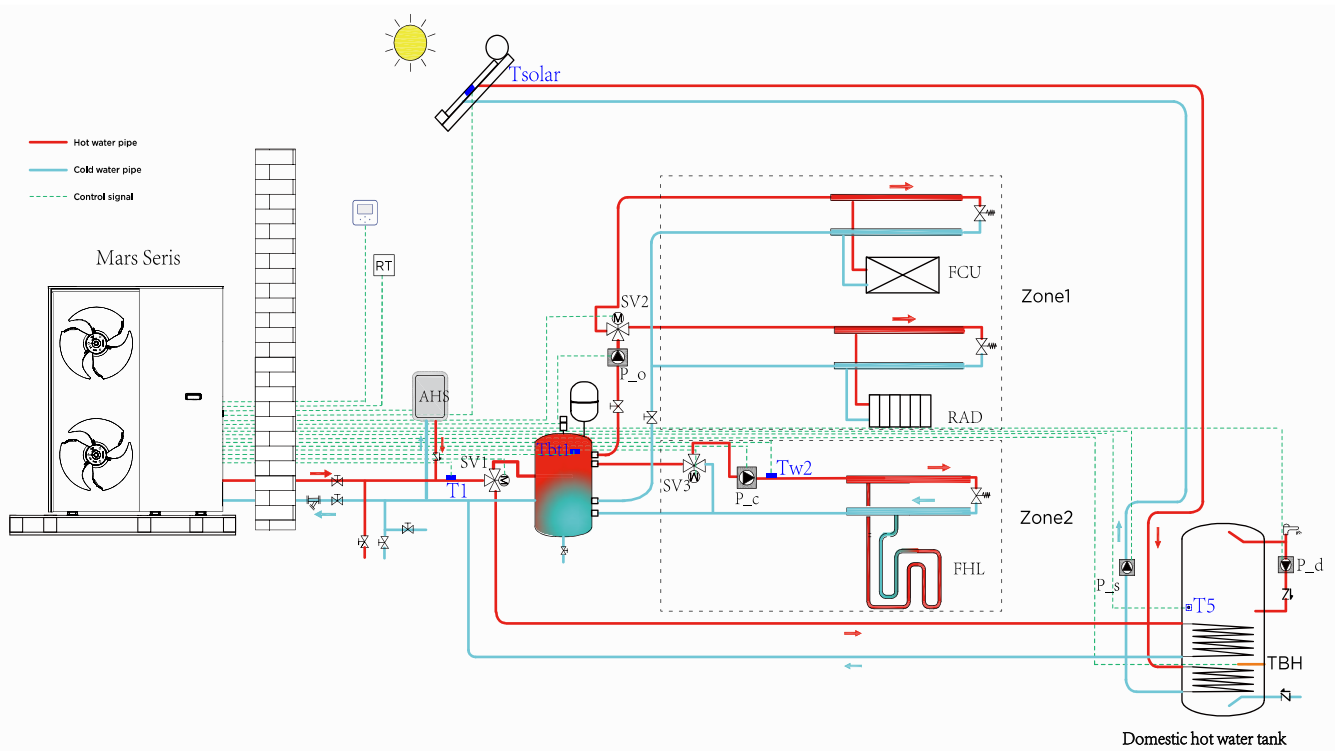 Tsolar
Hot water pipe
Cold water pipe
Control signal
Mars Seris
RT
FCU
Zone1
SV2
M
P_o
AHS
RAD
Tbt1
SV1
M
T1
SV3
M
Tw2
P_c
Zone2
FHL
P_s
P_d
T5
TBH
Domestic hot water tank